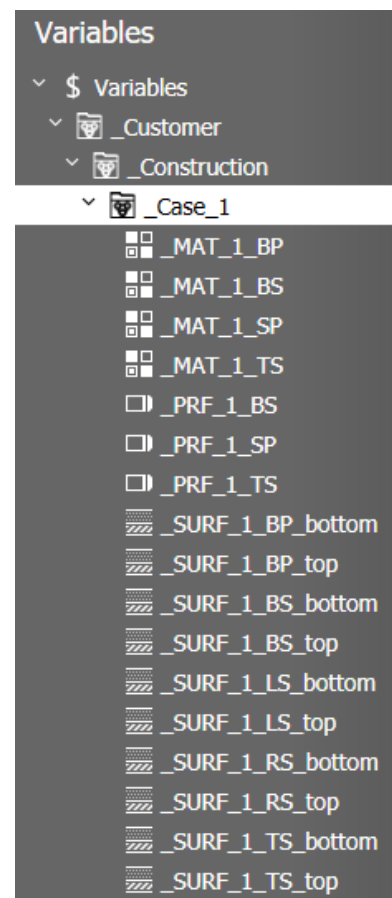 Variables
$ Variables
_Customer
_Construction
_Case_1
_MAT_1_BP
_MAT_1_BS
_MAT_1_SP
_MAT_1_TS
_PRF_1_BS
_PRF_1_SP
_PRF_1_TS
_SURF_1_BP_bottom
_SURF_1_BP_top
_SURF_1_BS_bottom
_SURF_1_BS_top
_SURF_1_LS_bottom
_SURF_1_LS_top
_SURF_1_RS_bottom
_SURF_1_RS_top
_SURF_1_TS_bottom
_SURF_1_TS_top